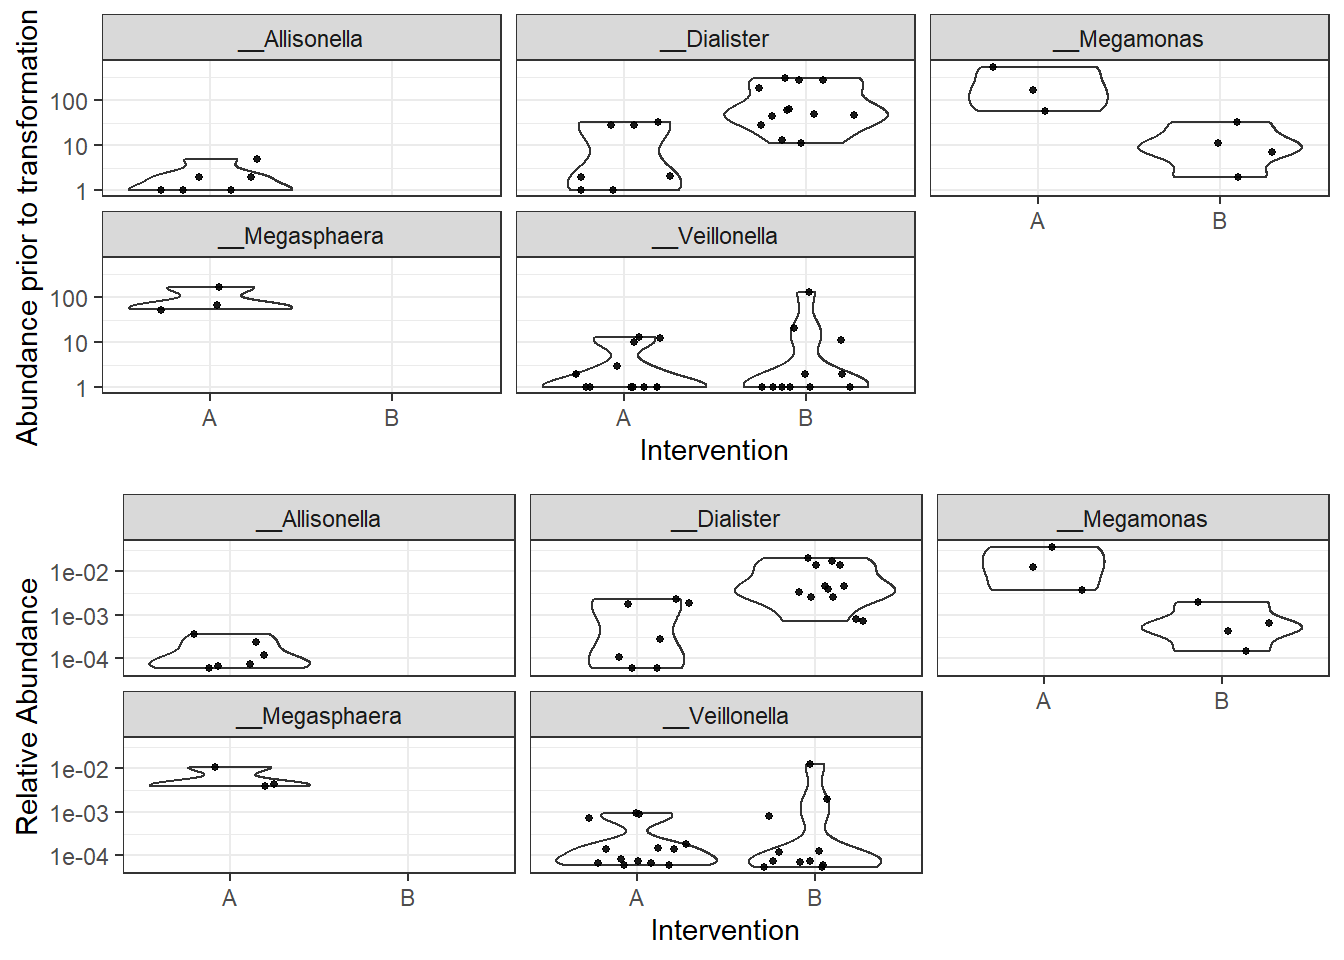 Abundance prior to transformation
__Allisonella
__Dialister
__Megamonas
100
10
1
A
B
__Megasphaera
__Veillonella
100
10
1
A
B
A
B
Intervention
Relative Abundance
__Allisonella
__Dialister
__Megamonas
1e-02
1e-03
1e-04
A
B
__Megasphaera
__Veillonella
1e-02
1e-03
1e-04
A
B
A
B
Intervention